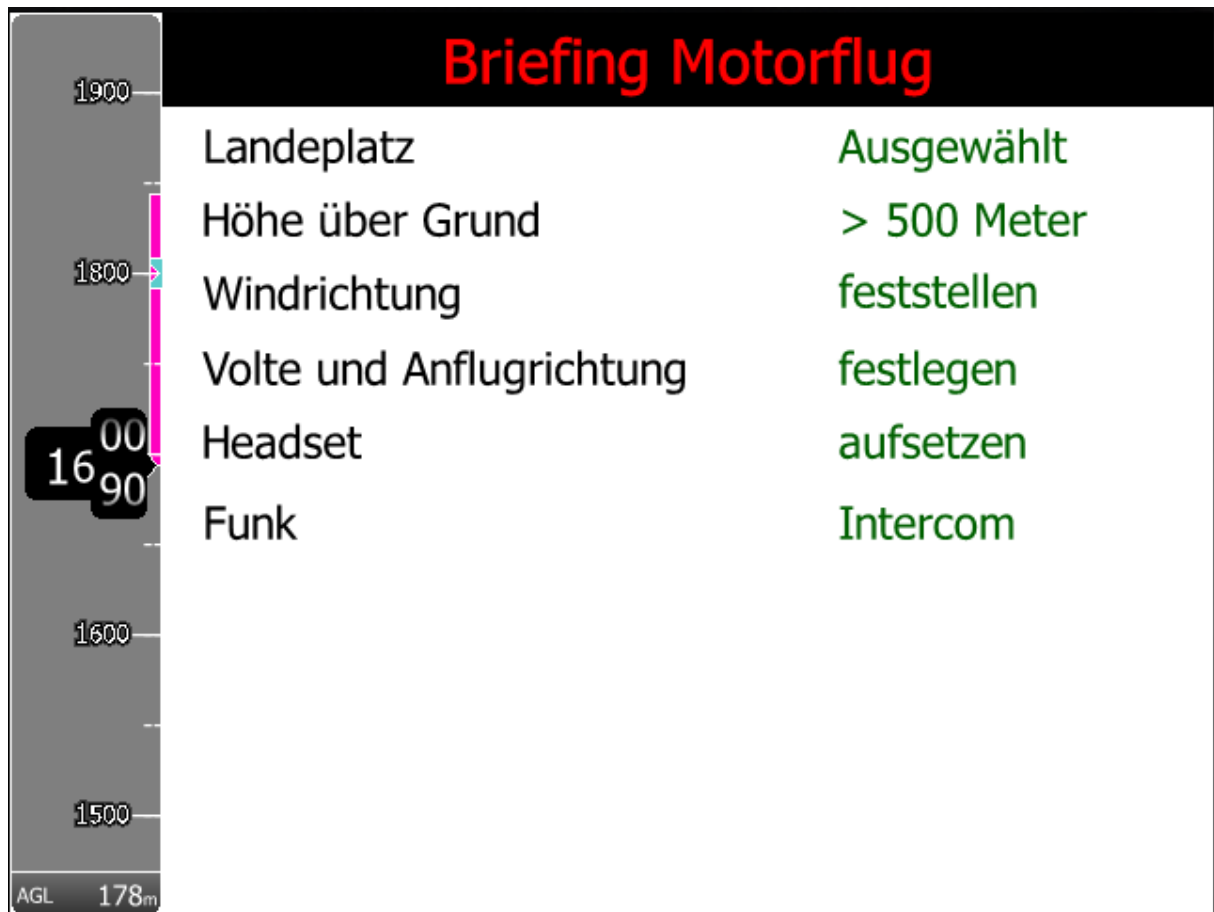 Briefing Motorflug
1900
Landeplatz Ausgewählt
Höhe über Grund > 500 Meter
1800
Windrichtung feststellen
Volte und Anflugrichtung festlegen
Headset aufsetzen
16 00
90
Funk Intercom
1600
1500
AGL 178m